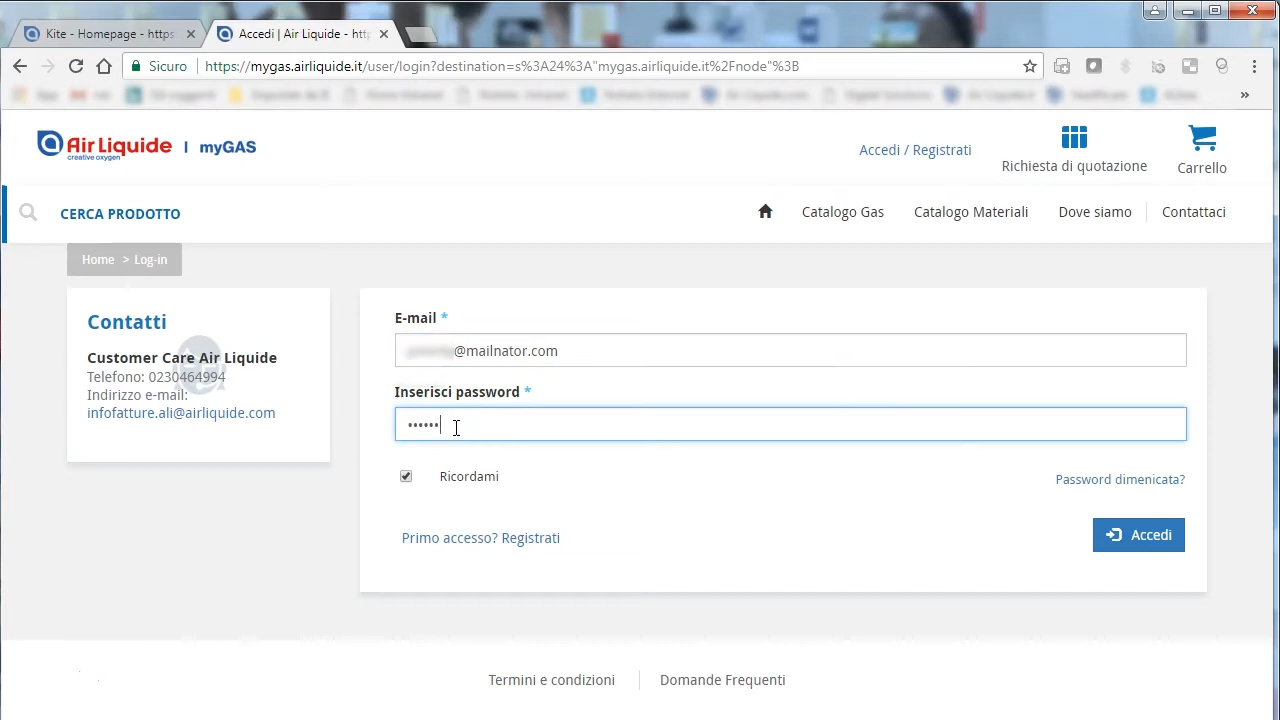 Kite - Homepage - https
Accedi | Air Liquide - http
Sicuro
https://mygas.airliquide.it/user/login?destination=s%3A24%3A"mygas.airliquide.it%2Fnode"%3B
»
Air Liquide | myGAS
creative oxygen
Accedi / Registrati
Richiesta di quotazione
Carrello
CERCA PRODOTTO
Catalogo Gas
Catalogo Materiali
Dove siamo
Contattaci
Home > Log-in
Contatti
Customer Care Air Liquide
Telefono: 0230464994
Indirizzo e-mail:
infofatture.ali@airliquide.com
E-mail *
@mailnator.com
Inserisci password *
••••••
Ricordami
Password dimenicata?
Primo accesso? Registrati
Accedi
Termini e condizioni
Domande Frequenti